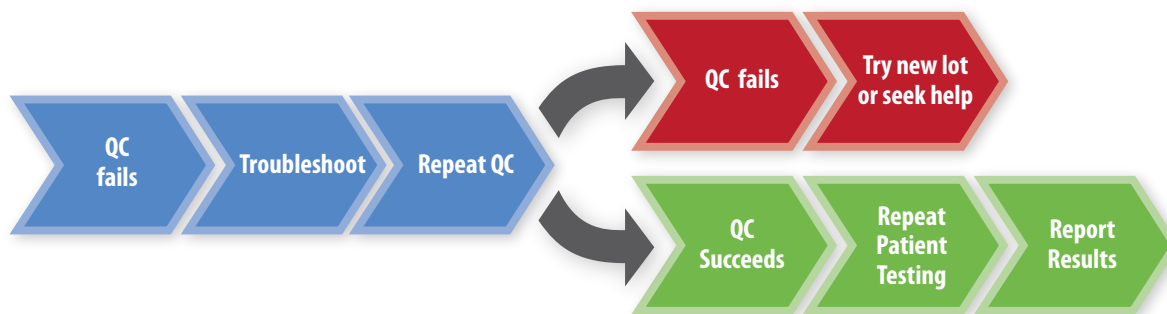 QC
fails
Troubleshoot
Repeat QC
QC fails
Try new lot
or seek help
QC
Succeeds
Repeat
Patient
Testing
Report
Results